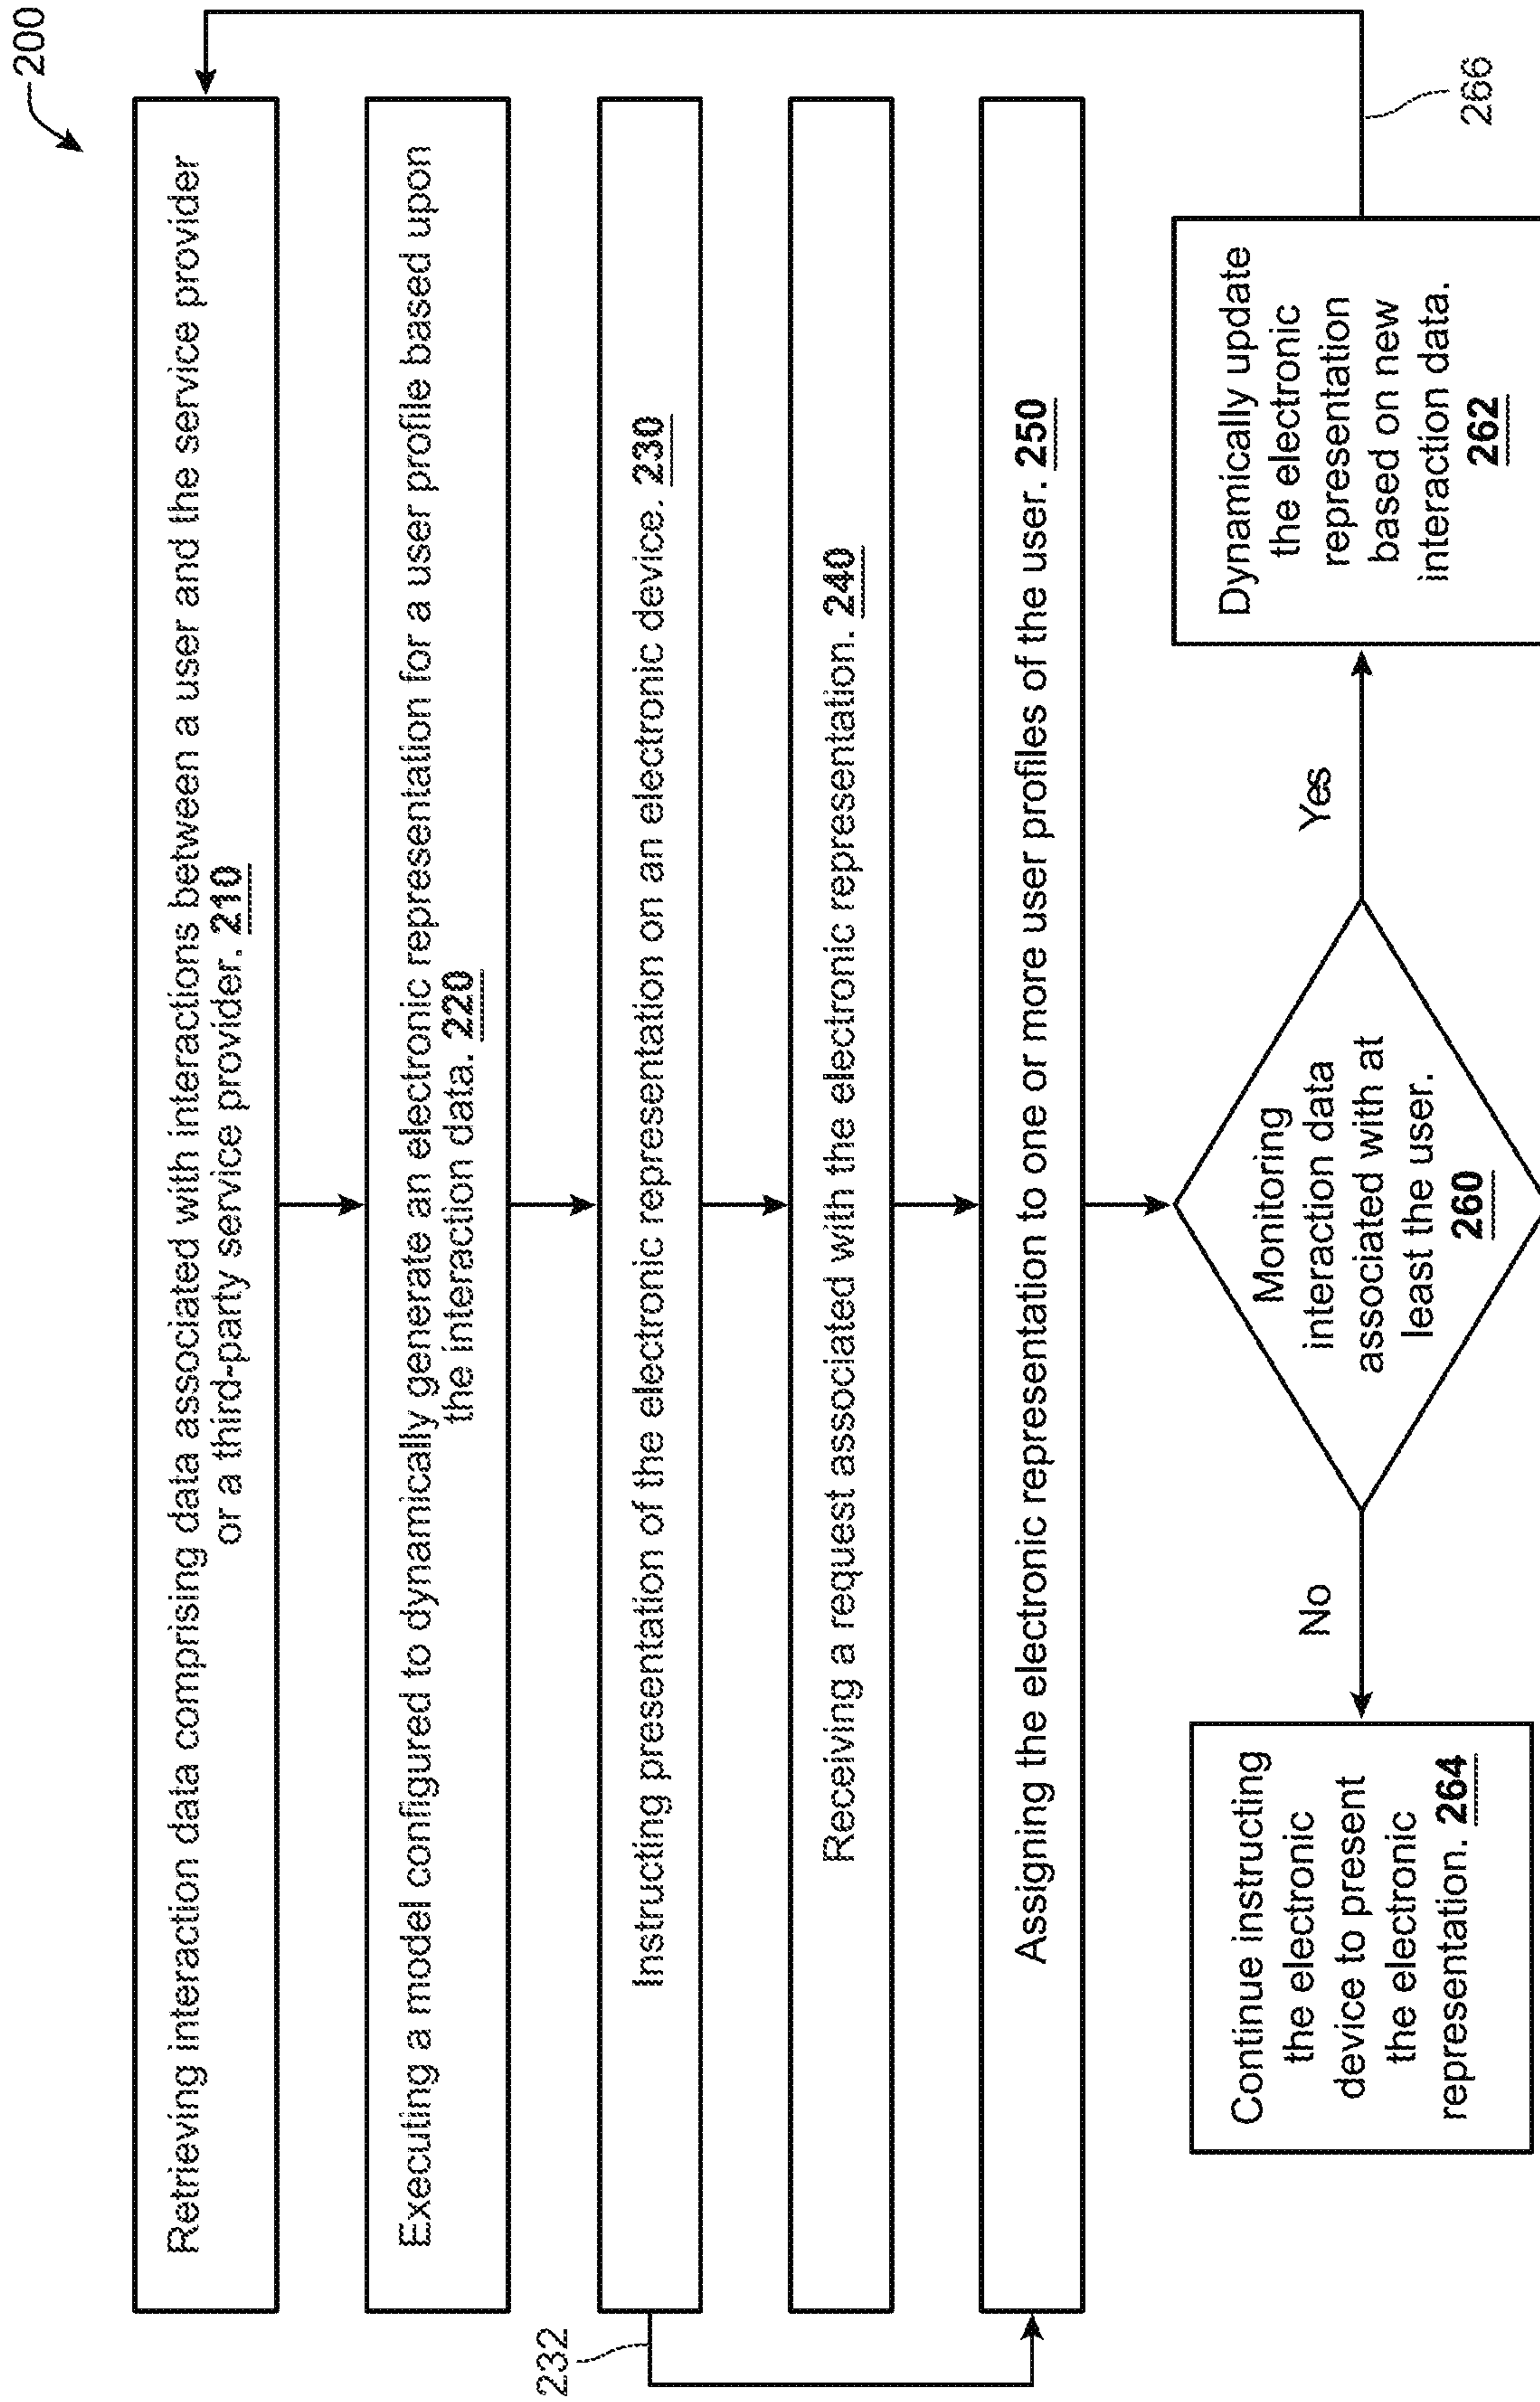 200
Retrieving interaction data comprising data associated with interactions between a user and the service provider
or a third-party service provider. 210
Executing a model configured to dynamically generate an electronic representation for a user profile based upon
the interaction data. 220
Instructing presentation of the electronic representation on an electronic device. 230
232
Receiving a request associated with the electronic representation. 240
Assigning the electronic representation to one or more user profiles of the user. 250
Monitoring
interaction data
associated with at
least the user.
260
No
Yes
Continue instructing
the electronic
device to present
the electronic
representation. 264
Dynamically update
the electronic
representation
based on new
interaction data.
262
266